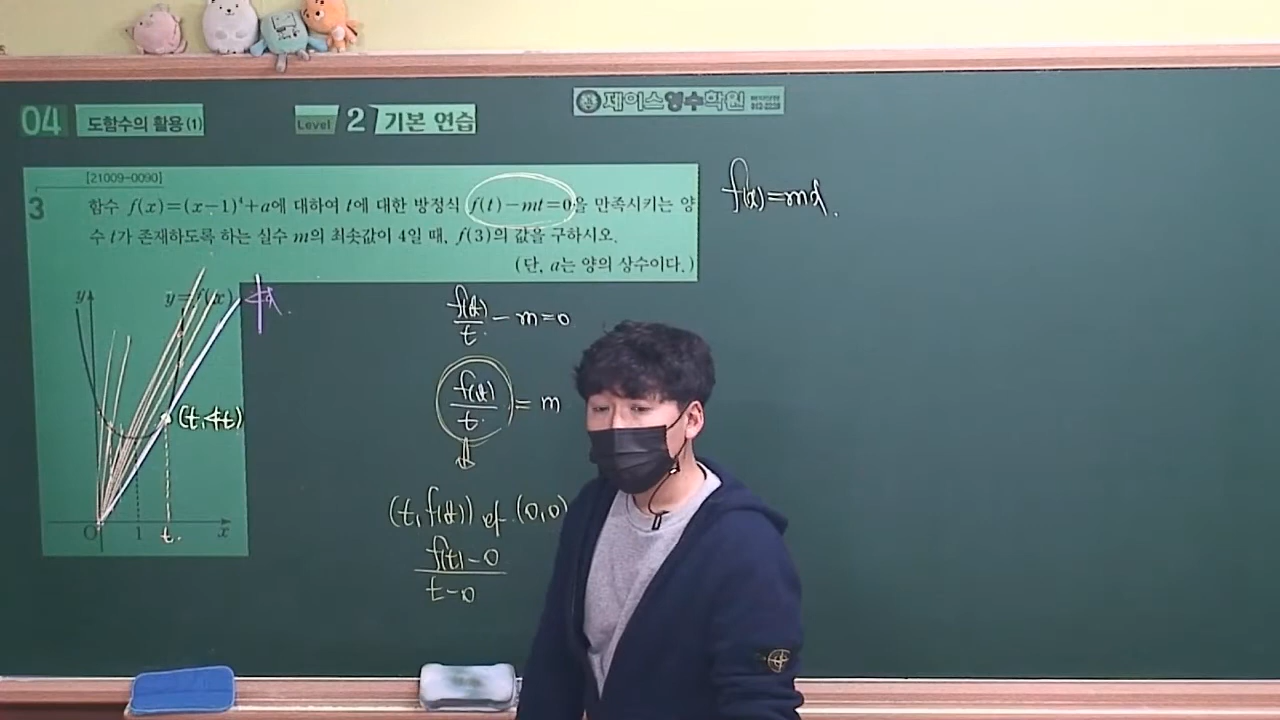 04 도함수의 활용(1) Level 2 기본 연습 제이스영수학원
[21009-0090]
3 함수 f(x)=(x-1)⁴+a에 대하여 t에 대한 방정식 f(t)-mt=0을 만족시키는 양
수 t가 존재하도록 하는 실수 m의 최솟값이 4일 때, f(3)의 값을 구하시오.
(단, a는 양의 상수이다.)
y
y=f(x)
4x.
(t, 4t)
O 1 t. x
f(t)/t - m=0
f(t)/t = m
(t, f(t)) et (0,0)
f(t)-0/t-0
f(x)=mx.